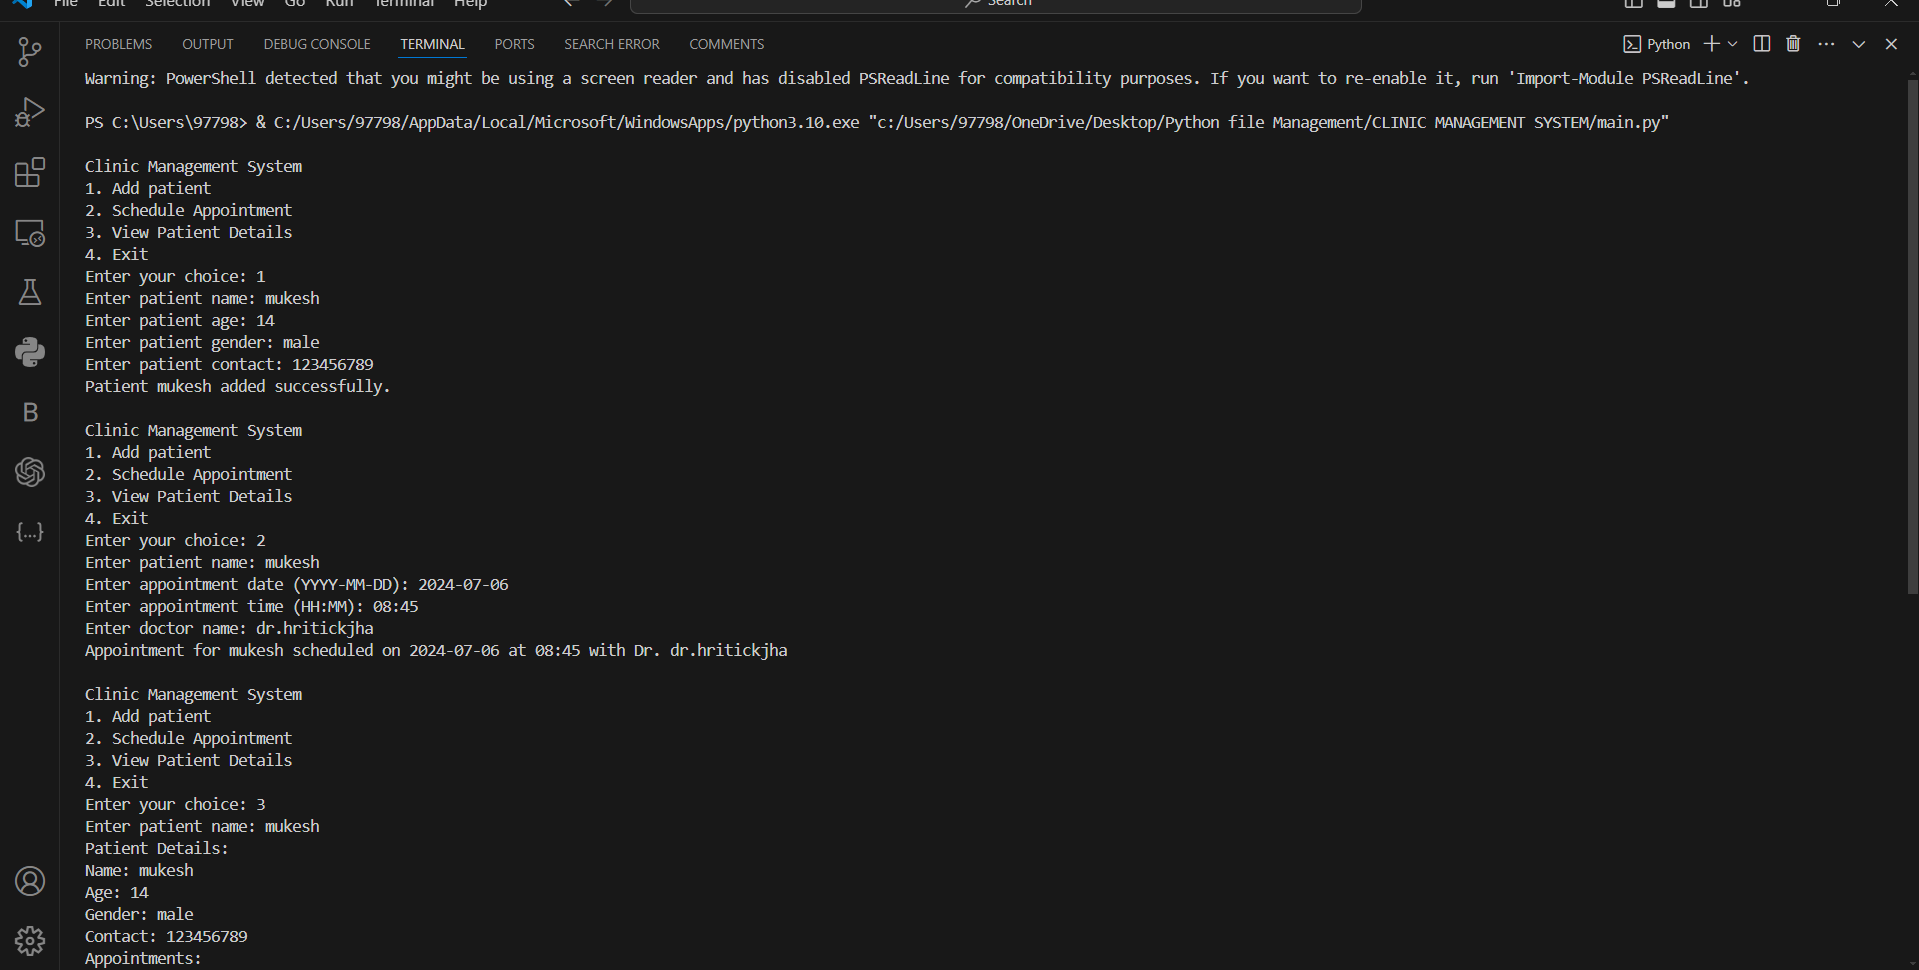 File Edit Selection View Go Run Terminal Help Search
PROBLEMS OUTPUT DEBUG CONSOLE TERMINAL PORTS SEARCH ERROR COMMENTS Python
Warning: PowerShell detected that you might be using a screen reader and has disabled PSReadLine for compatibility purposes. If you want to re-enable it, run 'Import-Module PSReadLine'.
PS C:\Users\97798> & C:/Users/97798/AppData/Local/Microsoft/WindowsApps/python3.10.exe "c:/Users/97798/OneDrive/Desktop/Python file Management/CLINIC MANAGEMENT SYSTEM/main.py"
Clinic Management System
1. Add patient
2. Schedule Appointment
3. View Patient Details
4. Exit
Enter your choice: 1
Enter patient name: mukesh
Enter patient age: 14
Enter patient gender: male
Enter patient contact: 123456789
Patient mukesh added successfully.
Clinic Management System
1. Add patient
2. Schedule Appointment
3. View Patient Details
4. Exit
Enter your choice: 2
Enter patient name: mukesh
Enter appointment date (YYYY-MM-DD): 2024-07-06
Enter appointment time (HH:MM): 08:45
Enter doctor name: dr.hritickjha
Appointment for mukesh scheduled on 2024-07-06 at 08:45 with Dr. dr.hritickjha
Clinic Management System
1. Add patient
2. Schedule Appointment
3. View Patient Details
4. Exit
Enter your choice: 3
Enter patient name: mukesh
Patient Details:
Name: mukesh
Age: 14
Gender: male
Contact: 123456789
Appointments:
B
{...}